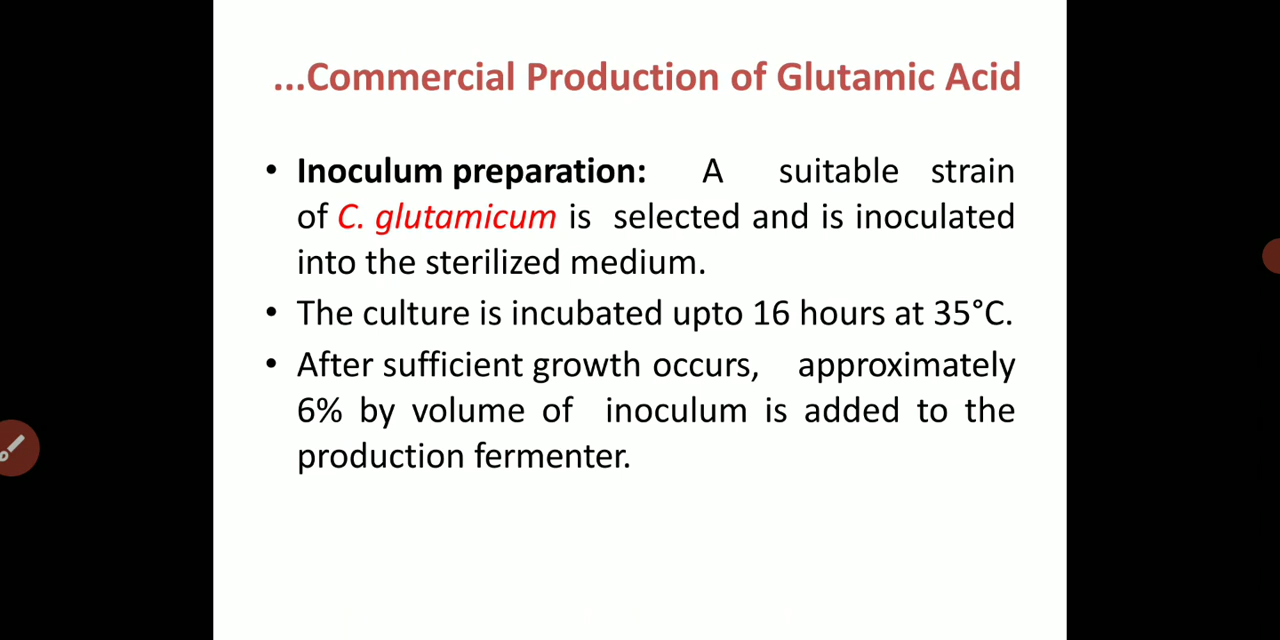 ...Commercial Production of Glutamic Acid
• Inoculum preparation: A suitable strain
of C. glutamicum is selected and is inoculated
into the sterilized medium.
• The culture is incubated upto 16 hours at 35°C.
• After sufficient growth occurs, approximately
6% by volume of inoculum is added to the
production fermenter.